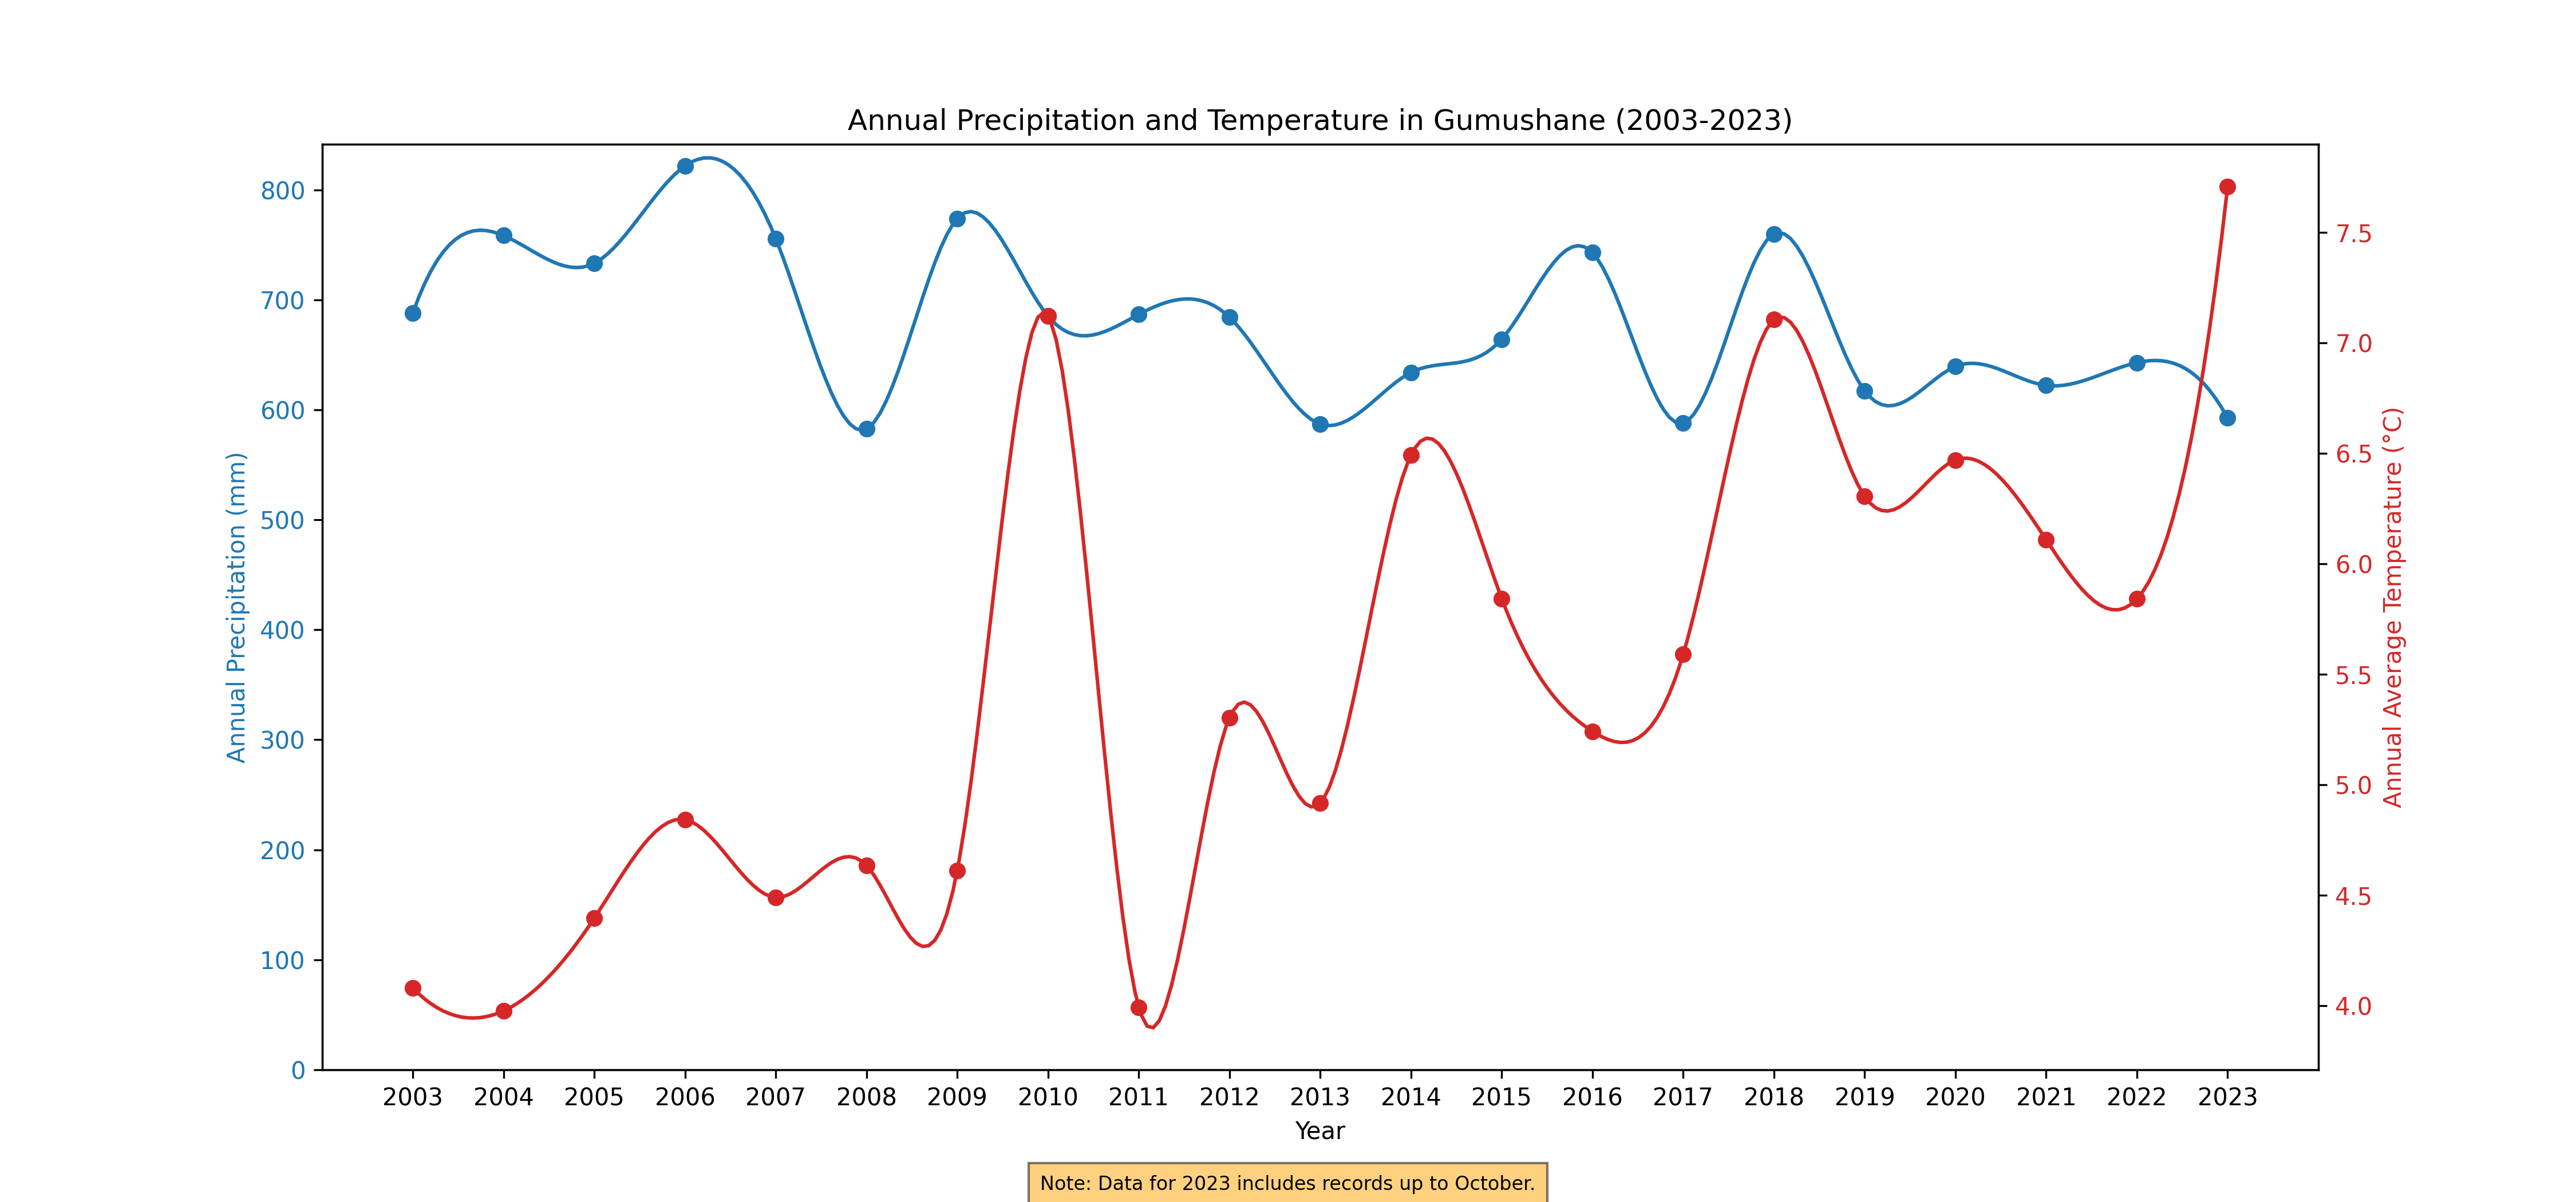 Annual Precipitation and Temperature in Gumushane (2003-2023)
Annual Precipitation (mm)
800
700
600
500
400
300
200
100
0
7.5
7.0
6.5
6.0
5.5
5.0
4.5
4.0
Annual Average Temperature (°C)
2003 2004 2005 2006 2007 2008 2009 2010 2011 2012 2013 2014 2015 2016 2017 2018 2019 2020 2021 2022 2023
Year
Note: Data for 2023 includes records up to October.